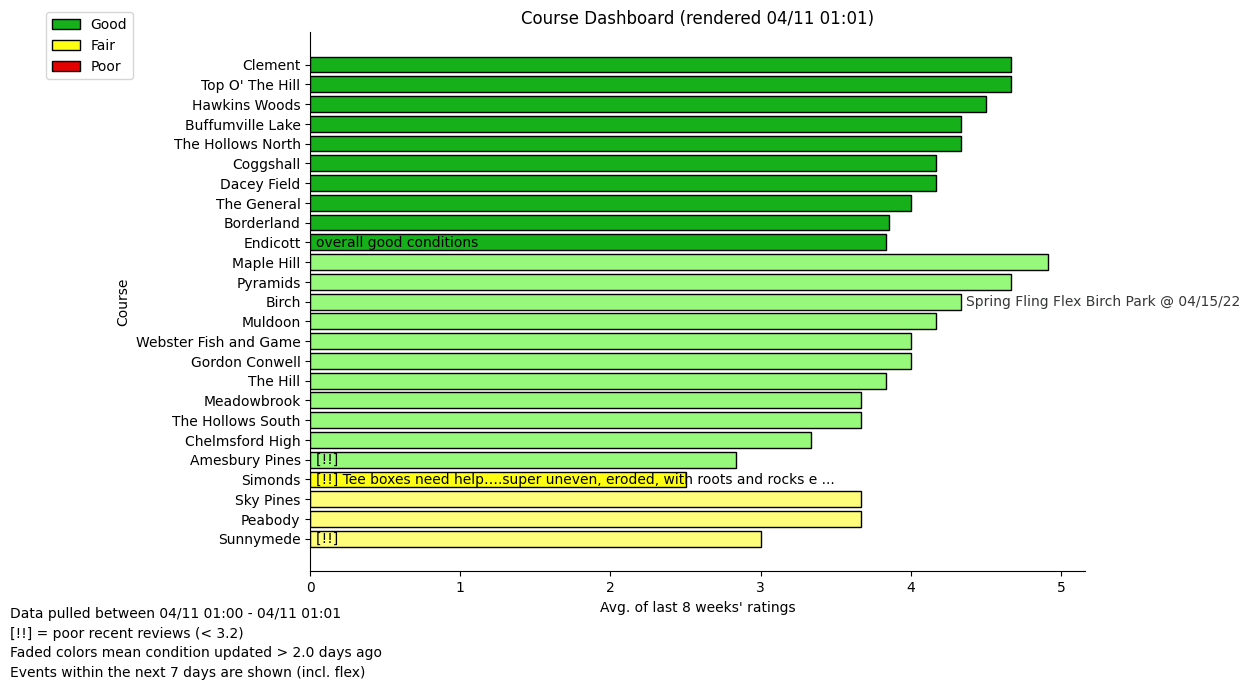 Course Dashboard (rendered 04/11 01:01)
Good
Fair
Poor
Course
Clement
Top O' The Hill
Hawkins Woods
Buffumville Lake
The Hollows North
Coggshall
Dacey Field
The General
Borderland
Endicott overall good conditions
Maple Hill
Pyramids
Birch Spring Fling Flex Birch Park @ 04/15/22
Muldoon
Webster Fish and Game
Gordon Conwell
The Hill
Meadowbrook
The Hollows South
Chelmsford High
Amesbury Pines [!!]
Simonds [!!] Tee boxes need help....super uneven, eroded, with roots and rocks e ...
Sky Pines
Peabody
Sunnymede [!!]
0 1 2 3 4 5
Avg. of last 8 weeks' ratings
Data pulled between 04/11 01:00 - 04/11 01:01
[!!] = poor recent reviews (< 3.2)
Faded colors mean condition updated > 2.0 days ago
Events within the next 7 days are shown (incl. flex)